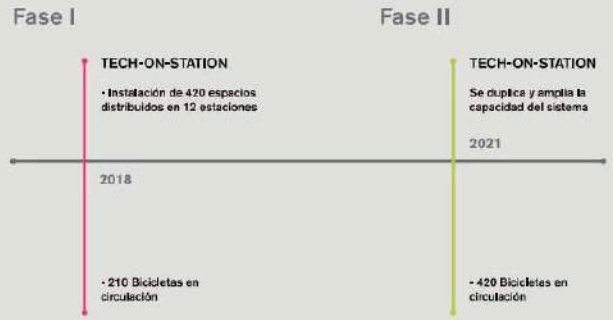 Fase I
Fase II
TECH-ON-STATION
• Instalación de 420 espacios
distribuidos en 12 estaciones
2018
- 210 Bicicletas en
circulación
TECH-ON-STATION
Se duplica y amplia la
capacidad del sistema
2021
- 420 Bicicletas en
circulación